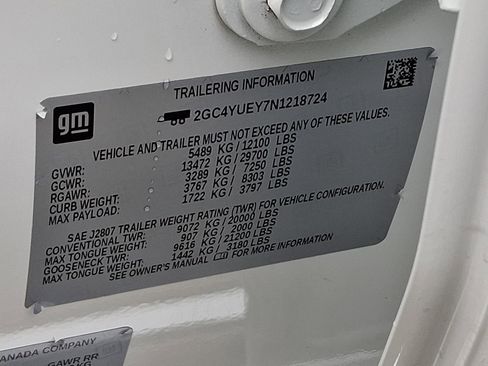 TRAILERING INFORMATION
gm
2GC4YUEY7N1218724
VEHICLE AND TRAILER MUST NOT EXCEED ANY OF THESE VALUES.
GVWR: 5489 KG / 12100 LBS
GCWR: 13472 KG / 29700 LBS
RGAWR: 3289 KG / 7250 LBS
CURB WEIGHT: 3767 KG / 8303 LBS
MAX PAYLOAD: 1722 KG / 3797 LBS
SAE J2807 TRAILER WEIGHT RATING (TWR) FOR VEHICLE CONFIGURATION.
CONVENTIONAL TWR: 9072 KG / 20000 LBS
MAX TONGUE WEIGHT: 907 KG / 2000 LBS
GOOSENECK TWR: 9616 KG / 21200 LBS
MAX TONGUE WEIGHT: 1442 KG / 3180 LBS
SEE OWNER'S MANUAL FOR MORE INFORMATION
ANADA COMPANY
GAWR RR
KG